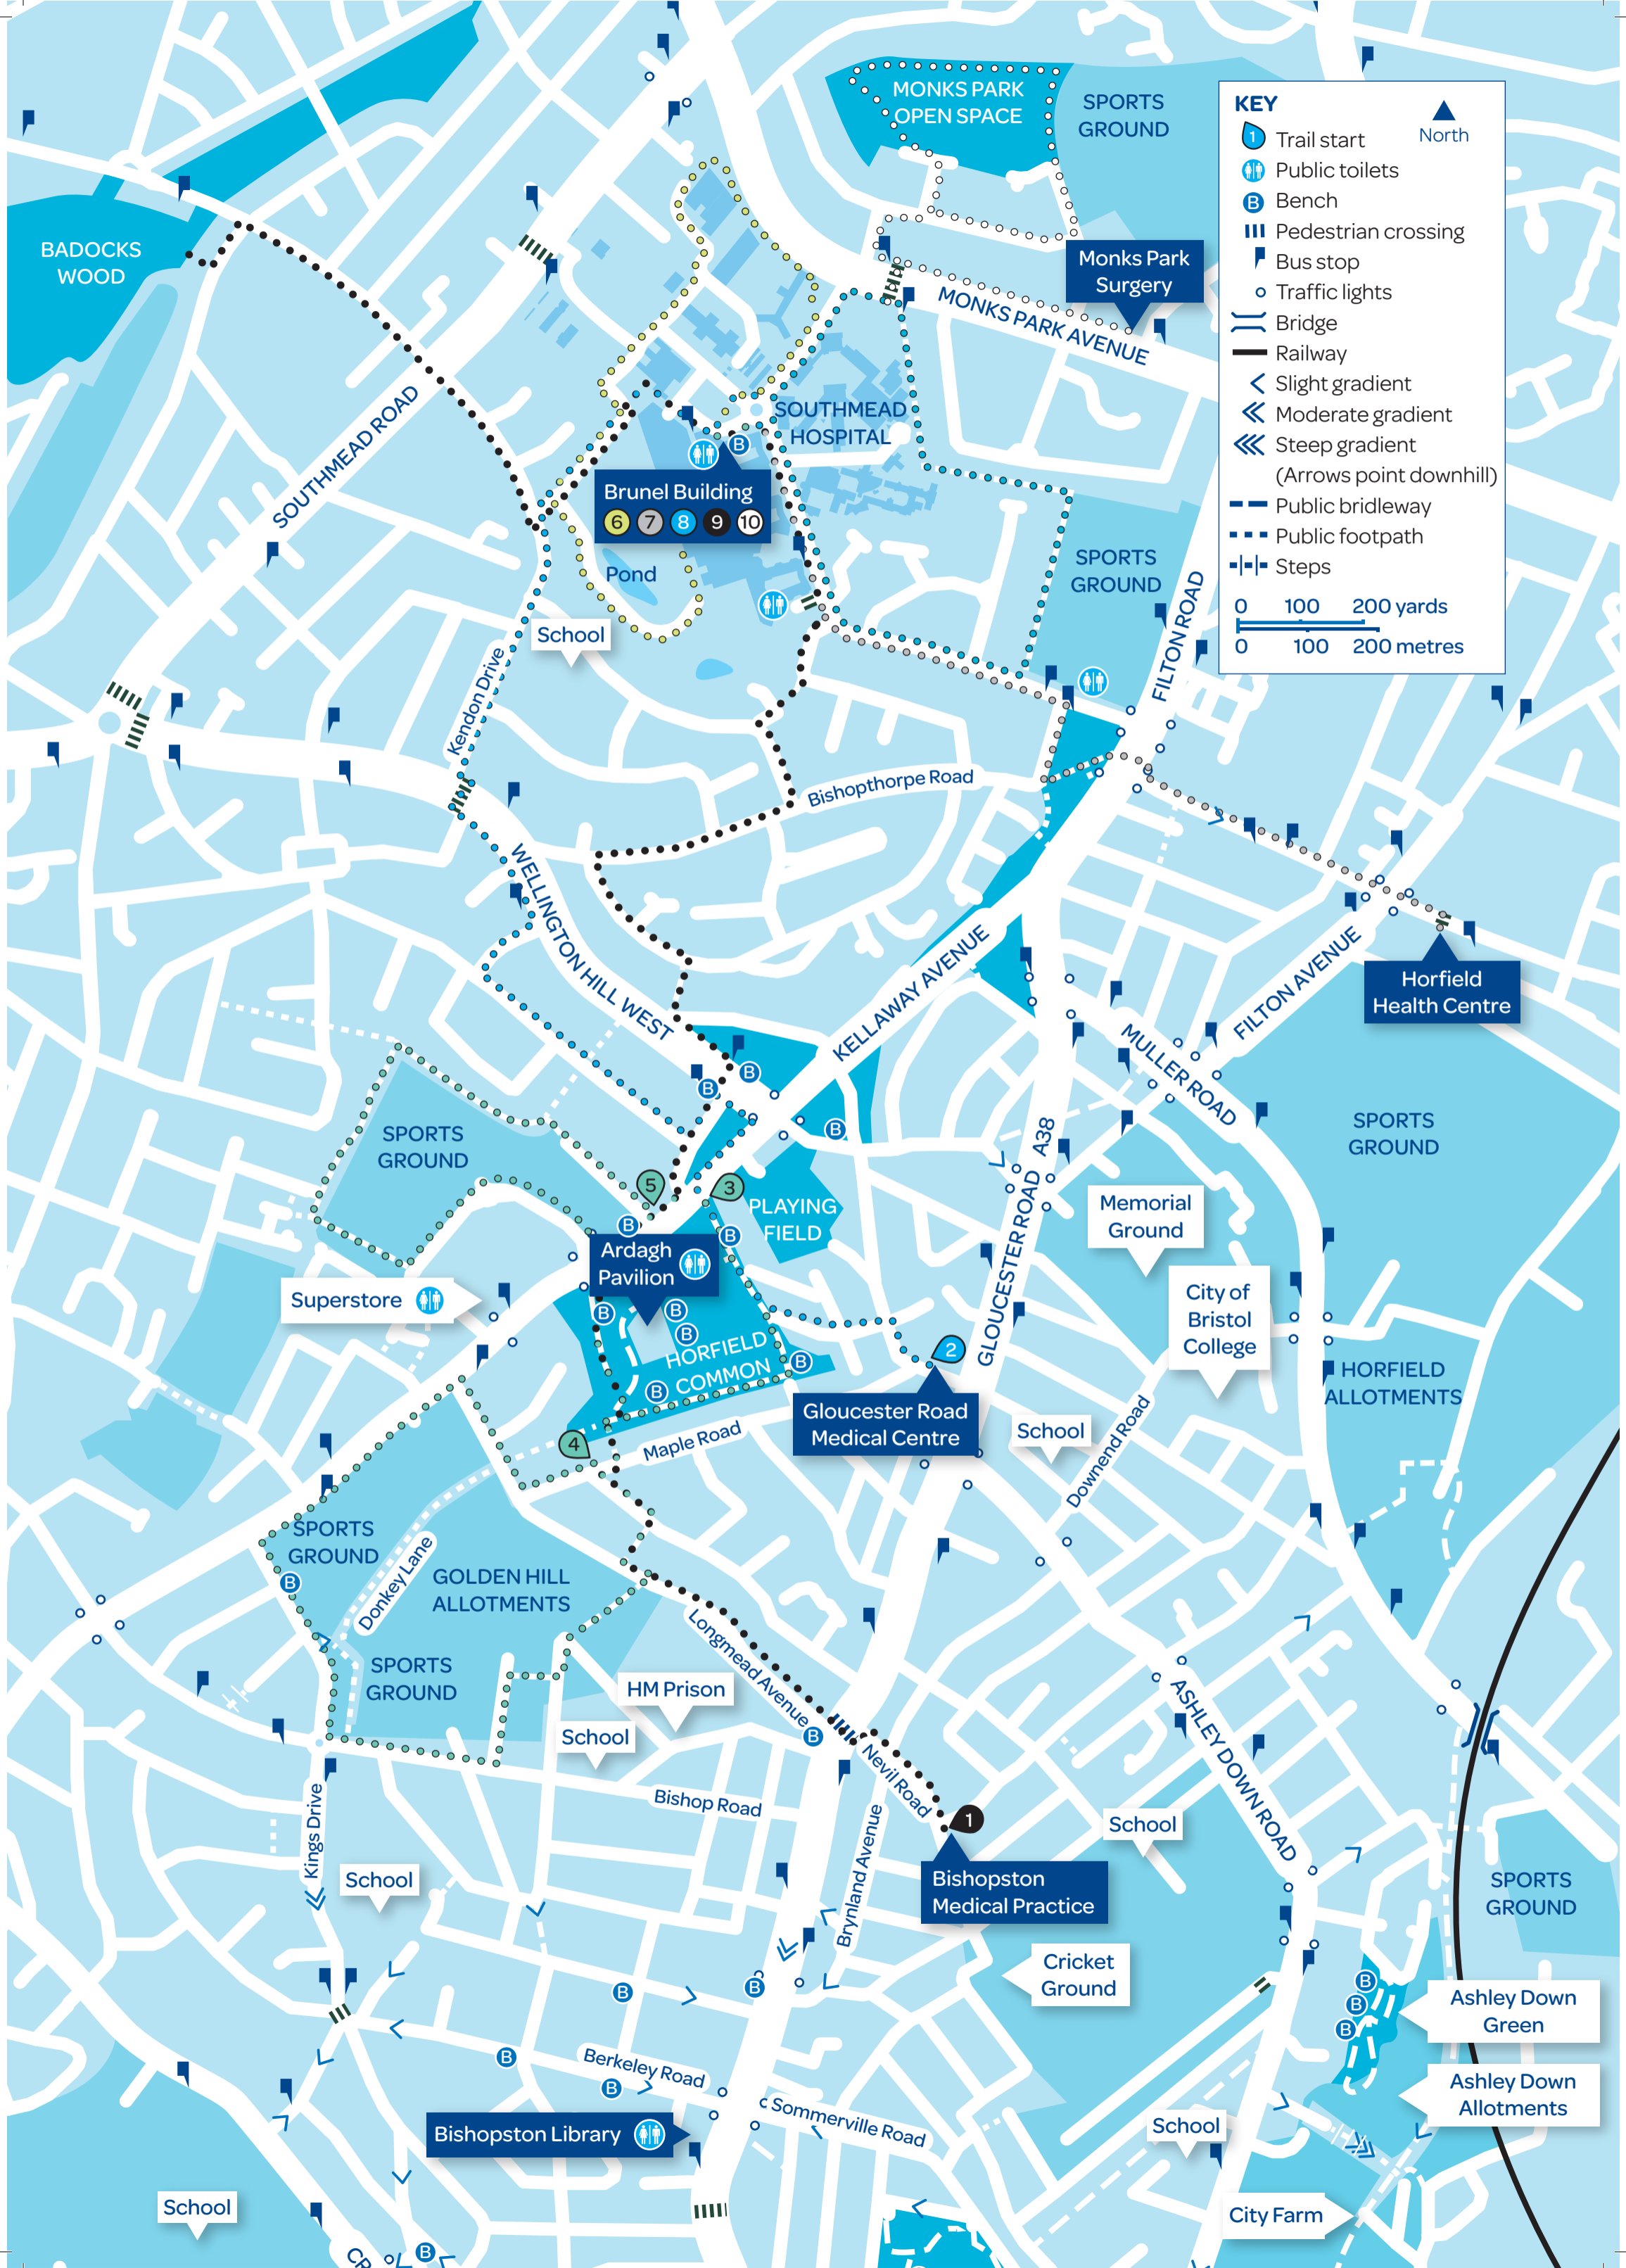 MONKS PARK
OPEN SPACE
SPORTS
GROUND
KEY
North
1
Trail start
Public toilets
B
Bench
Pedestrian crossing
Bus stop
Traffic lights
Bridge
Railway
Slight gradient
Moderate gradient
Steep gradient
(Arrows point downhill)
Public bridleway
Public footpath
Steps
0 100 200 yards
0 100 200 metres
BADOCKS
WOOD
Monks Park
Surgery
MONKS PARK AVENUE
SOUTHMEAD ROAD
SOUTHMEAD
HOSPITAL
B
Brunel Building
6 7 8 9 10
Pond
School
SPORTS
GROUND
FILTON ROAD
Kendon Drive
Bishopthorpe Road
WELLINGTON HILL WEST
KELLAWAY AVENUE
FILTON AVENUE
Horfield
Health Centre
MULLER ROAD
B
B
B
SPORTS
GROUND
SPORTS
GROUND
A38
GLOUCESTER ROAD
5
3
PLAYING
FIELD
Memorial
Ground
B
B
Ardagh
Pavilion
Superstore
City of
Bristol
College
B
B
B
HORFIELD
COMMON
B
B
2
HORFIELD
ALLOTMENTS
Gloucester Road
Medical Centre
School
Downend Road
4
Maple Road
SPORTS
GROUND
B
Donkey Lane
GOLDEN HILL
ALLOTMENTS
SPORTS
GROUND
Longmead Avenue
HM Prison
School
B
Nevil Road
ASHLEY DOWN ROAD
Bishop Road
Kings Drive
1
School
Brynland Avenue
Bishopston
Medical Practice
School
SPORTS
GROUND
Cricket
Ground
B
B
B
B
B
Ashley Down
Green
B
Berkeley Road
B
Ashley Down
Allotments
Sommerville Road
Bishopston Library
School
School
City Farm
B
CR